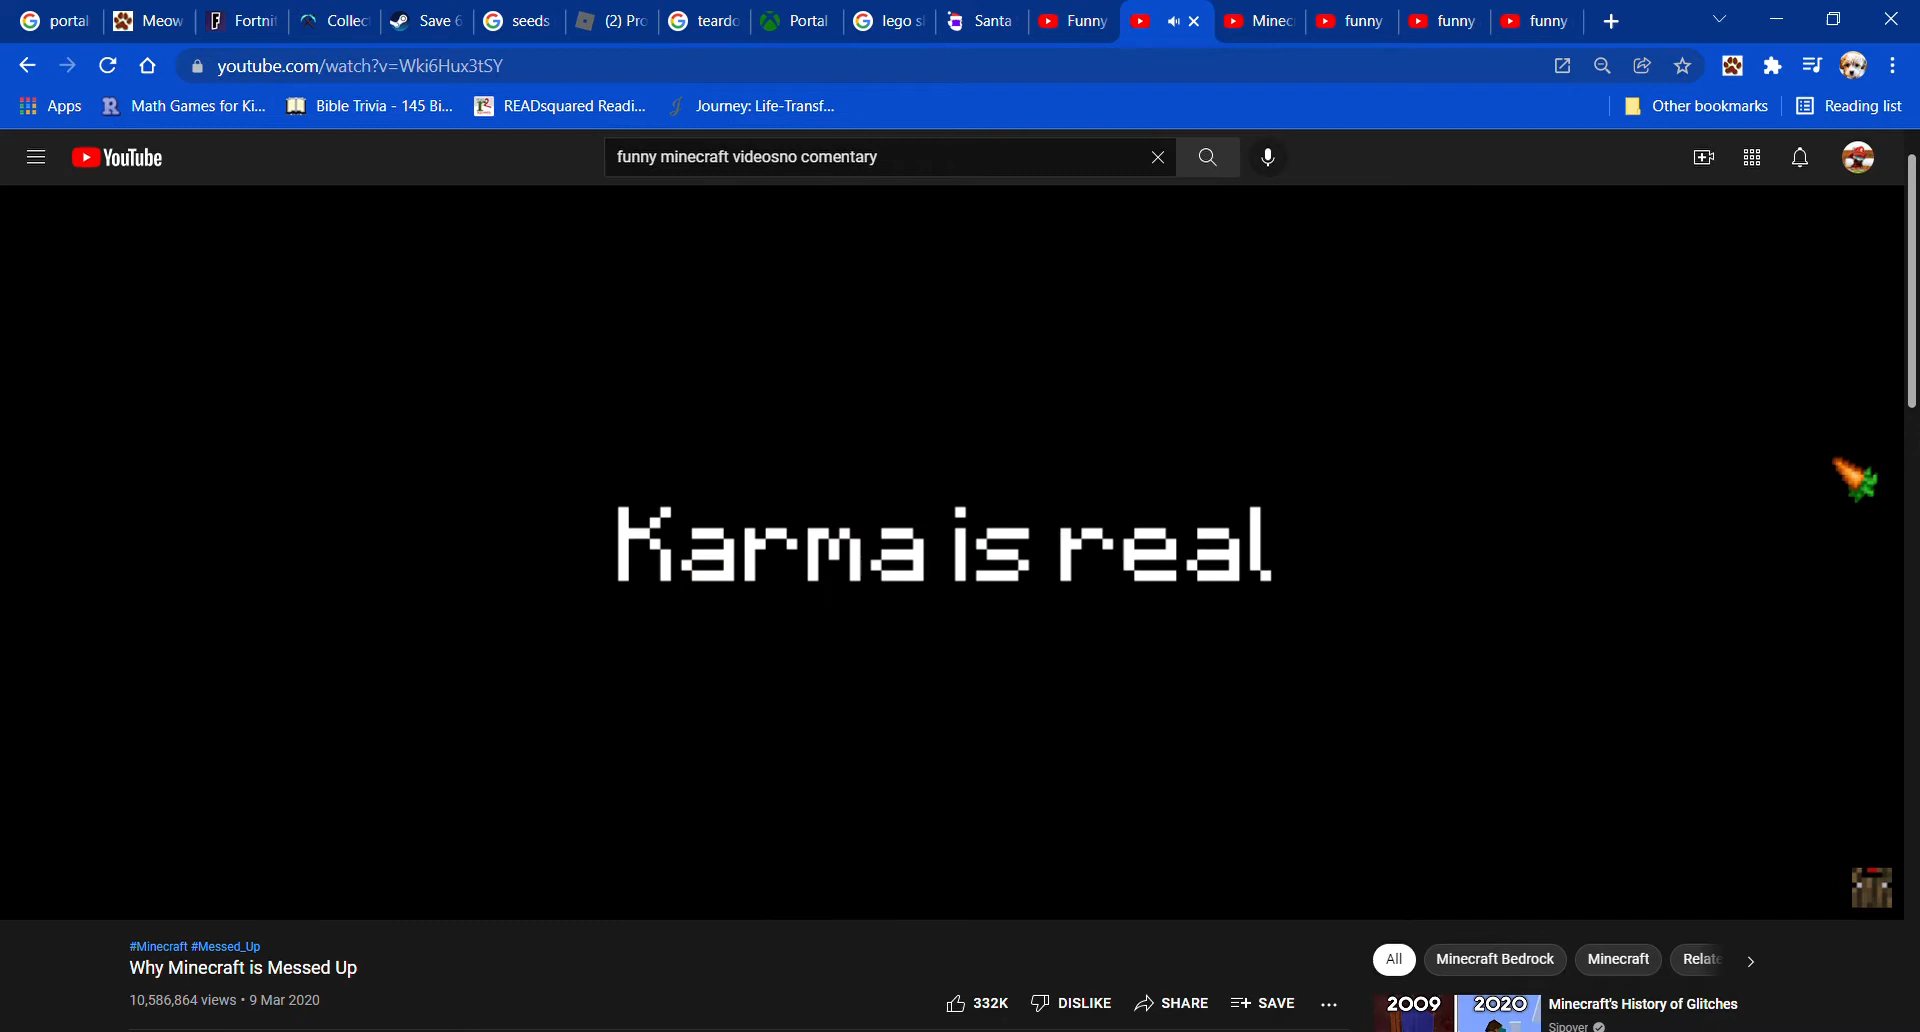 portal
Meow
Fortnit
Collec
Save 6
seeds
(2) Pro
teardo
Portal
lego s
Santa
Funny
Minec
funny
funny
funny
youtube.com/watch?v=Wki6Hux3tSY
Apps
Math Games for Ki...
Bible Trivia - 145 Bi...
READsquared Readi...
Journey: Life-Transf...
Other bookmarks
Reading list
YouTube
funny minecraft videosno comentary
Karma is real
#Minecraft #Messed_Up
Why Minecraft is Messed Up
10,586,864 views • 9 Mar 2020
332K
DISLIKE
SHARE
SAVE
All
Minecraft Bedrock
Minecraft
Relate
2009
2020
Minecraft's History of Glitches
Sipover